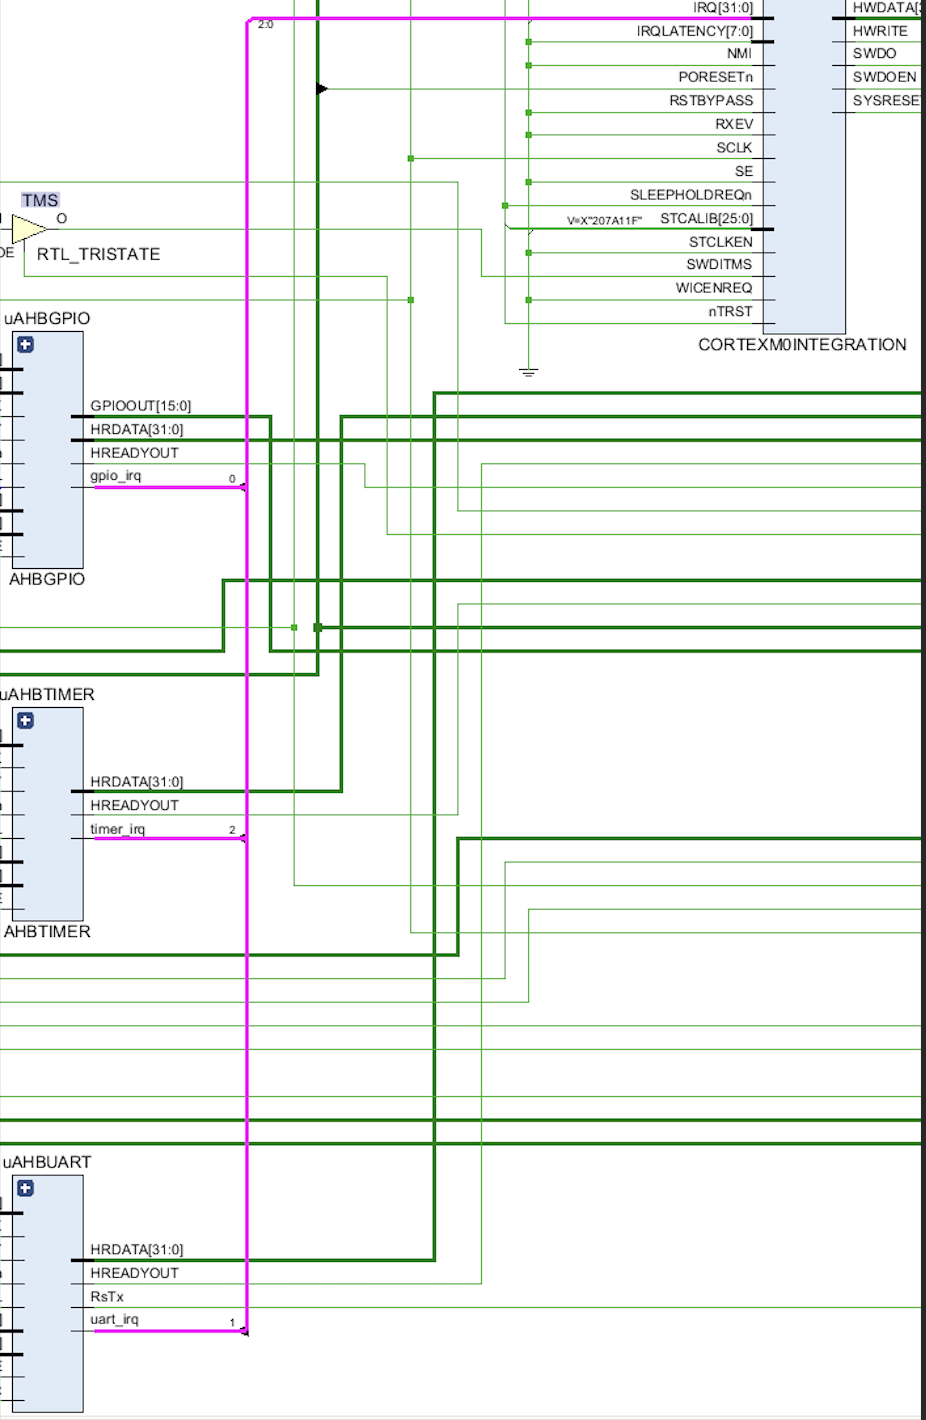 IRQ[31:0]
2:0
IRQLATENCY[7:0]
NMI
PORESETn
RSTBYPASS
RXEV
SCLK
SE
SLEEPHOLDREQn
V=X"207A11F"
STCALIB[25:0]
STCLKEN
SWDITMS
WICENREQ
nTRST
HWRITE
SWDO
SWDOEN
SYSRESE
CORTEXM0INTEGRATION
TMS
O
RTL_TRISTATE
uAHBGPIO
GPIOOUT[15:0]
HRDATA[31:0]
HREADYOUT
gpio_irq
0
AHBGPIO
uAHBTIMER
HRDATA[31:0]
HREADYOUT
timer_irq
2
AHBTIMER
uAHBUART
HRDATA[31:0]
HREADYOUT
RsTx
uart_irq
1